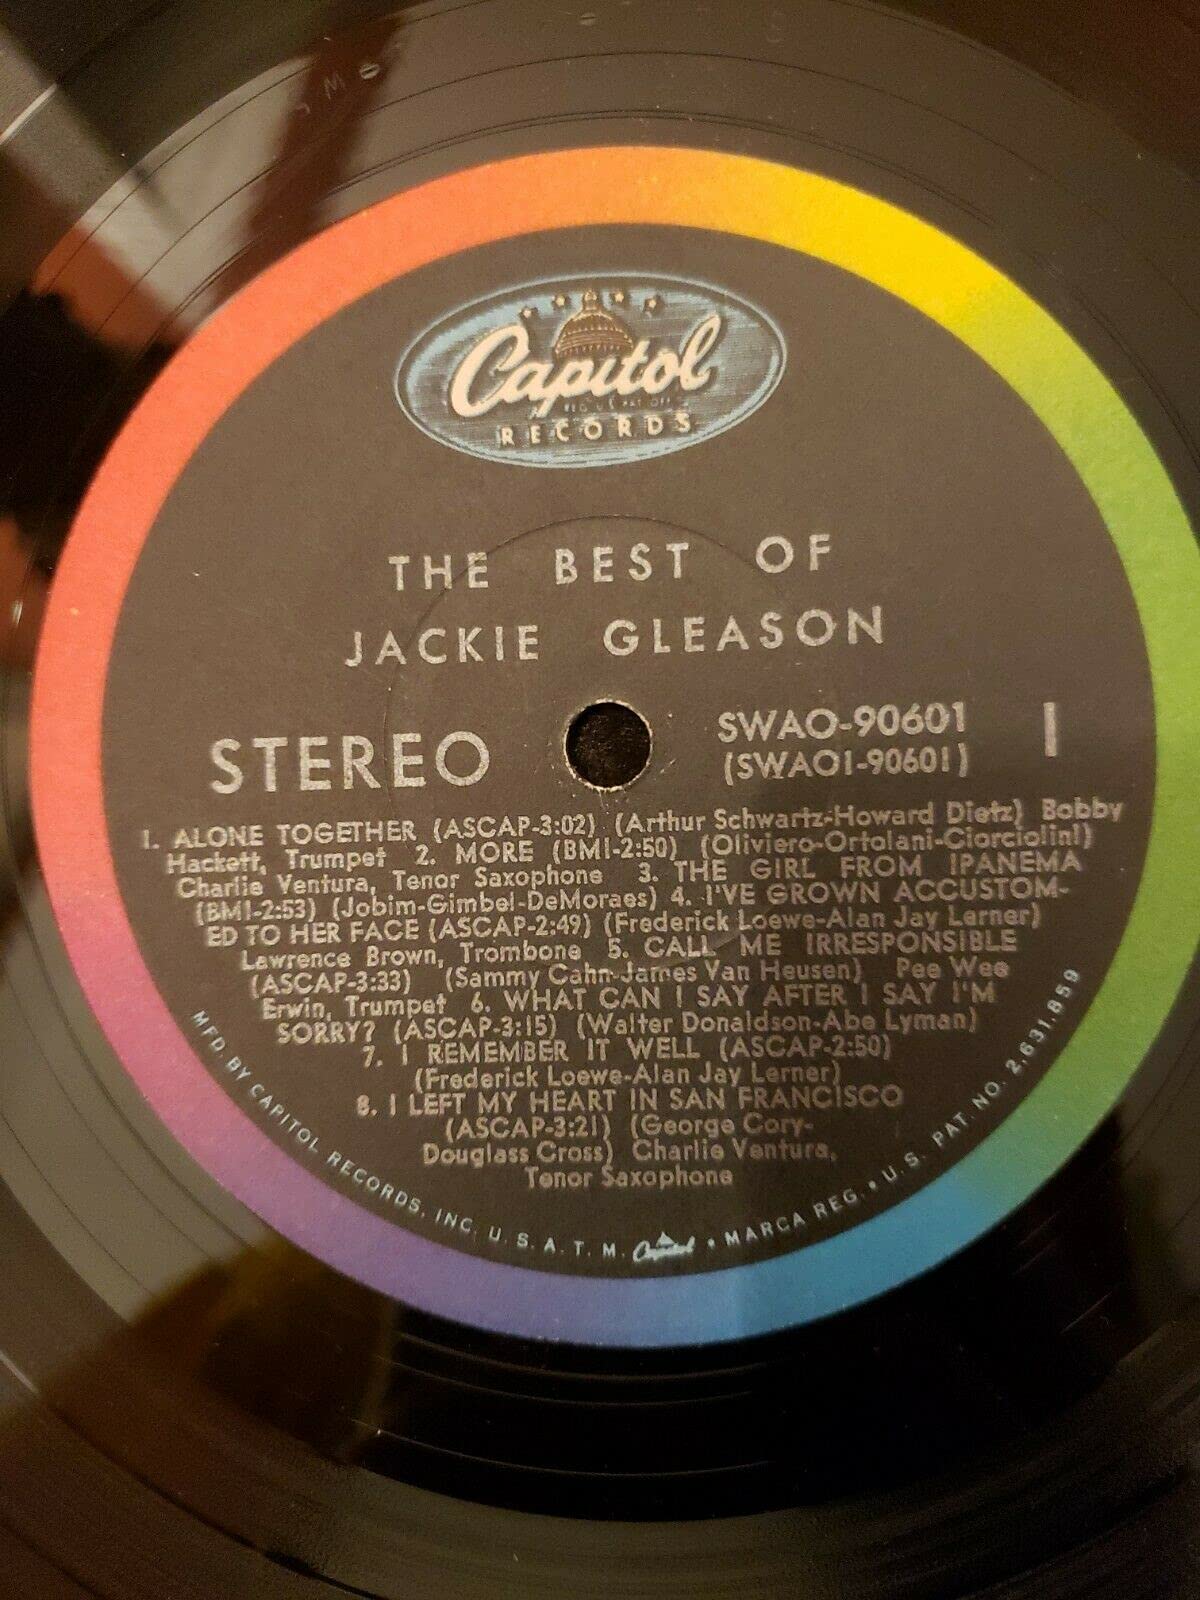 Capitol
RECORDS
THE BEST OF
JACKIE GLEASON
STEREO
SWAO-90601
(SWAO1-90601)
1
1. ALONE TOGETHER (ASCAP-3:02) (Arthur Schwartz-Howard Dietz) Bobby
Hackett, Trumpet 2. MORE (BMI-2:50) (Oliviero-Ortolani-Ciorciolini)
Charlie Ventura, Tenor Saxophone 3. THE GIRL FROM IPANEMA
(BMI-2:53) (Jobim-Gimbel-DeMoraes) 4. I'VE GROWN ACCUSTOM-
ED TO HER FACE (ASCAP-2:49) (Frederick Loewe-Alan Jay Lerner)
Lawrence Brown, Trombone 5. CALL ME IRRESPONSIBLE
(ASCAP-3:33) (Sammy Cahn-James Van Heusen) Pee Wee
Erwin, Trumpet 6. WHAT CAN I SAY AFTER I SAY I'M
SORRY? (ASCAP-3:15) (Walter Donaldson-Abe Lyman)
7. I REMEMBER IT WELL (ASCAP-2:50)
(Frederick Loewe-Alan Jay Lerner)
8. I LEFT MY HEART IN SAN FRANCISCO
(ASCAP-3:21) (George Cory-
Douglass Cross) Charlie Ventura,
Tenor Saxophone
MFD. BY CAPITOL RECORDS, INC. U. S. A. T. M. Capitol • MARCA REG. • U.S. PAT. NO. 2,631,859